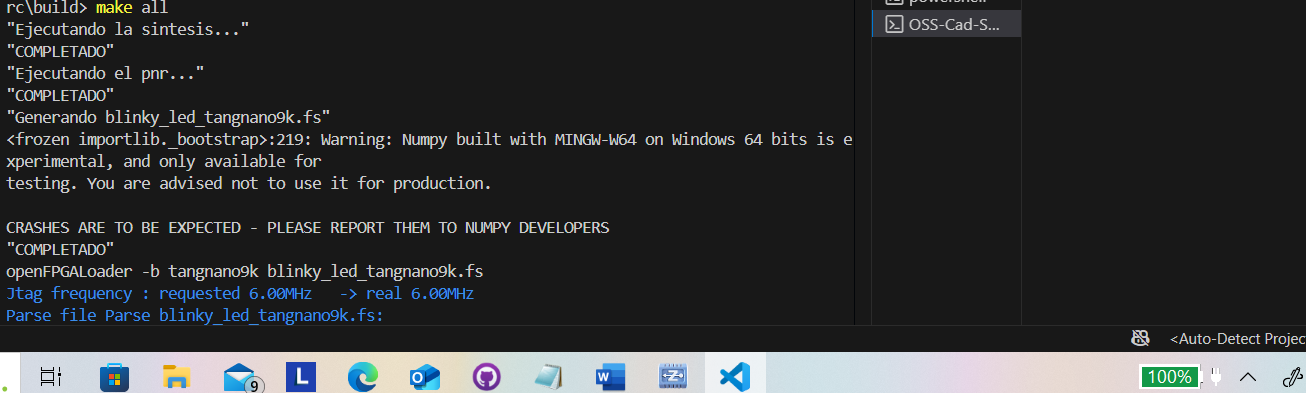 rc\build> make all
"Ejecutando la sintesis..."
"COMPLETADO"
"Ejecutando el pnr..."
"COMPLETADO"
"Generando blinky_led_tangnano9k.fs"
<frozen importlib._bootstrap>:219: Warning: Numpy built with MINGW-W64 on Windows 64 bits is e
xperimental, and only available for
testing. You are advised not to use it for production.
CRASHES ARE TO BE EXPECTED - PLEASE REPORT THEM TO NUMPY DEVELOPERS
"COMPLETADO"
openFPGALoader -b tangnano9k blinky_led_tangnano9k.fs
Jtag frequency : requested 6.00MHz   -> real 6.00MHz
Parse file Parse blinky_led_tangnano9k.fs:
powershell
OSS-Cad-S...
<Auto-Detect Projec
9
L
O
W
Z
100%